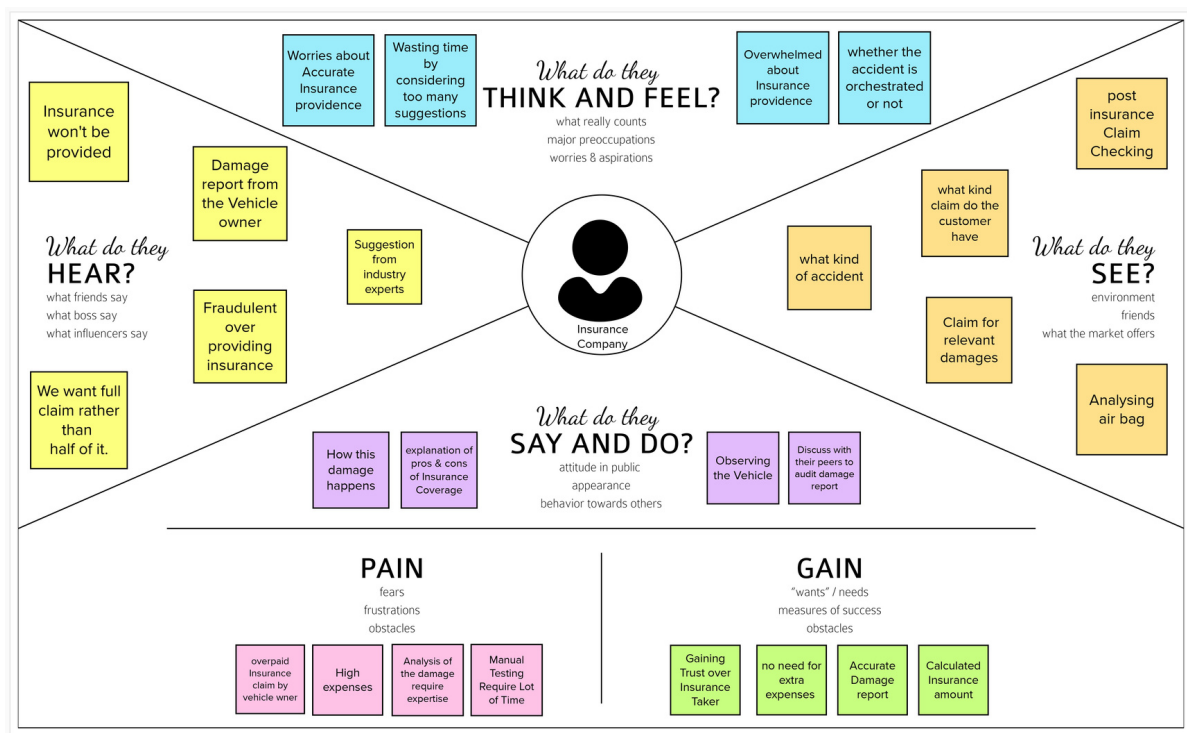 What do they
THINK AND FEEL?
what really counts
major preoccupations
worries & aspirations
Worries about
Accurate
Insurance
providence
Wasting time
by
considering
too many
suggestions
Overwhelmed
about
Insurance
providence
whether the
accident is
orchestrated
or not
What do they
HEAR?
what friends say
what boss say
what influencers say
Insurance
won't be
provided
Damage
report from
the Vehicle
owner
Suggestion
from
industry
experts
Fraudulent
over
providing
insurance
We want full
claim rather
than
half of it.
Insurance
Company
What do they
SEE?
environment
friends
what the market offers
post
insurance
Claim
Checking
what kind
claim do the
customer
have
what kind
of accident
Claim for
relevant
damages
Analysing
air bag
What do they
SAY AND DO?
attitude in public
appearance
behavior towards others
How this
damage
happens
explanation of
pros & cons
of Insurance
Coverage
Observing
the Vehicle
Discuss with
their peers to
audit damage
report
PAIN
fears
frustrations
obstacles
overpaid
Insurance
claim by
vehicle wner
High
expenses
Analysis of
the damage
require
expertise
Manual
Testing
Require Lot
of Time
GAIN
"wants" / needs
measures of success
obstacles
Gaining
Trust over
Insurance
Taker
no need for
extra
expenses
Accurate
Damage
report
Calculated
Insurance
amount